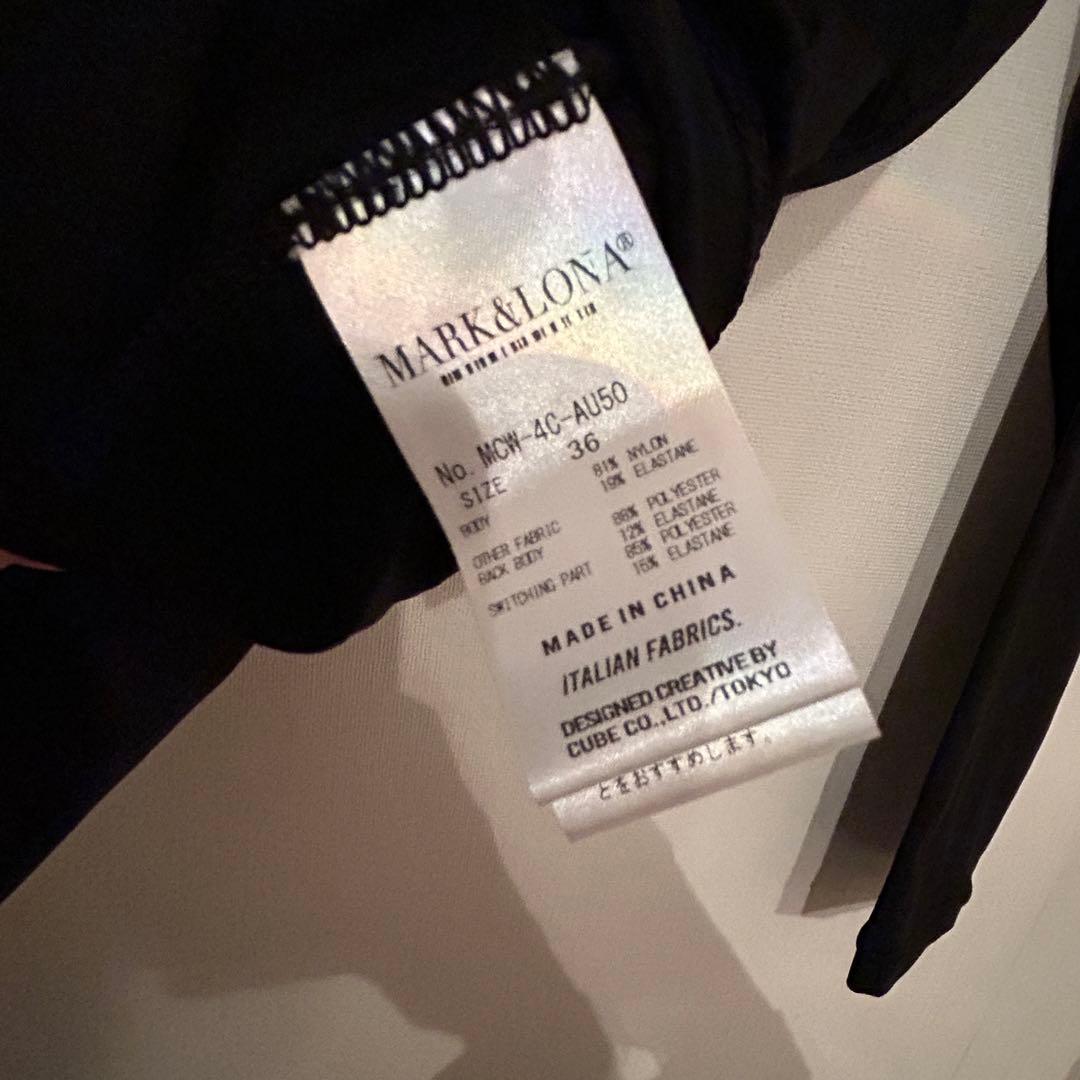 MARK&LONA®
No. MCW-4C-AU50
SIZE 36
BODY 81% NYLON
19% ELASTANE
OTHER FABRIC
BACK BODY 88% POLYESTER
12% ELASTANE
SWITCHING PART 85% POLYESTER
15% ELASTANE
MADE IN CHINA
ITALIAN FABRICS.
DESIGNED CREATIVE BY
CUBE CO.,LTD./TOKYO
とをおすすめします。